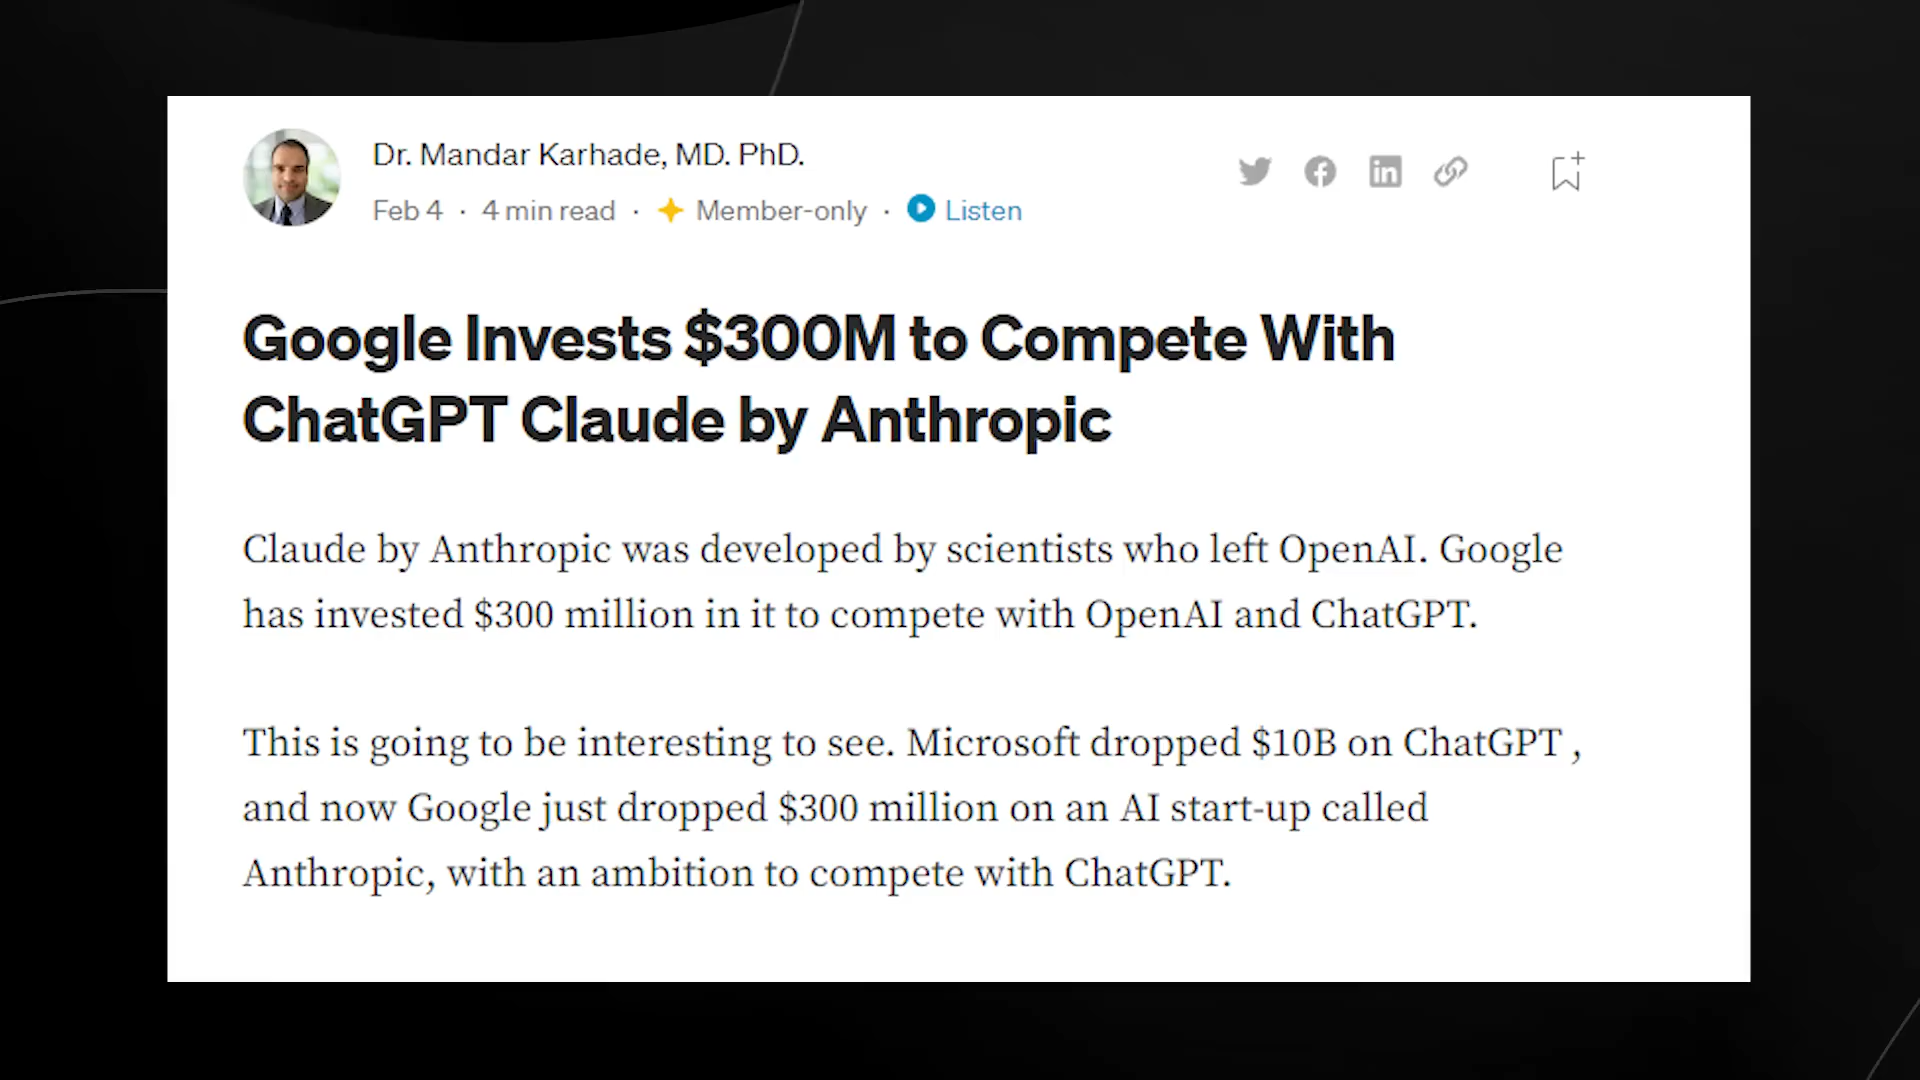 Dr. Mandar Karhade, MD. PhD.
Feb 4 · 4 min read · Member-only · Listen
Google Invests $300M to Compete With
ChatGPT Claude by Anthropic
Claude by Anthropic was developed by scientists who left OpenAI. Google
has invested $300 million in it to compete with OpenAI and ChatGPT.
This is going to be interesting to see. Microsoft dropped $10B on ChatGPT ,
and now Google just dropped $300 million on an AI start-up called
Anthropic, with an ambition to compete with ChatGPT.